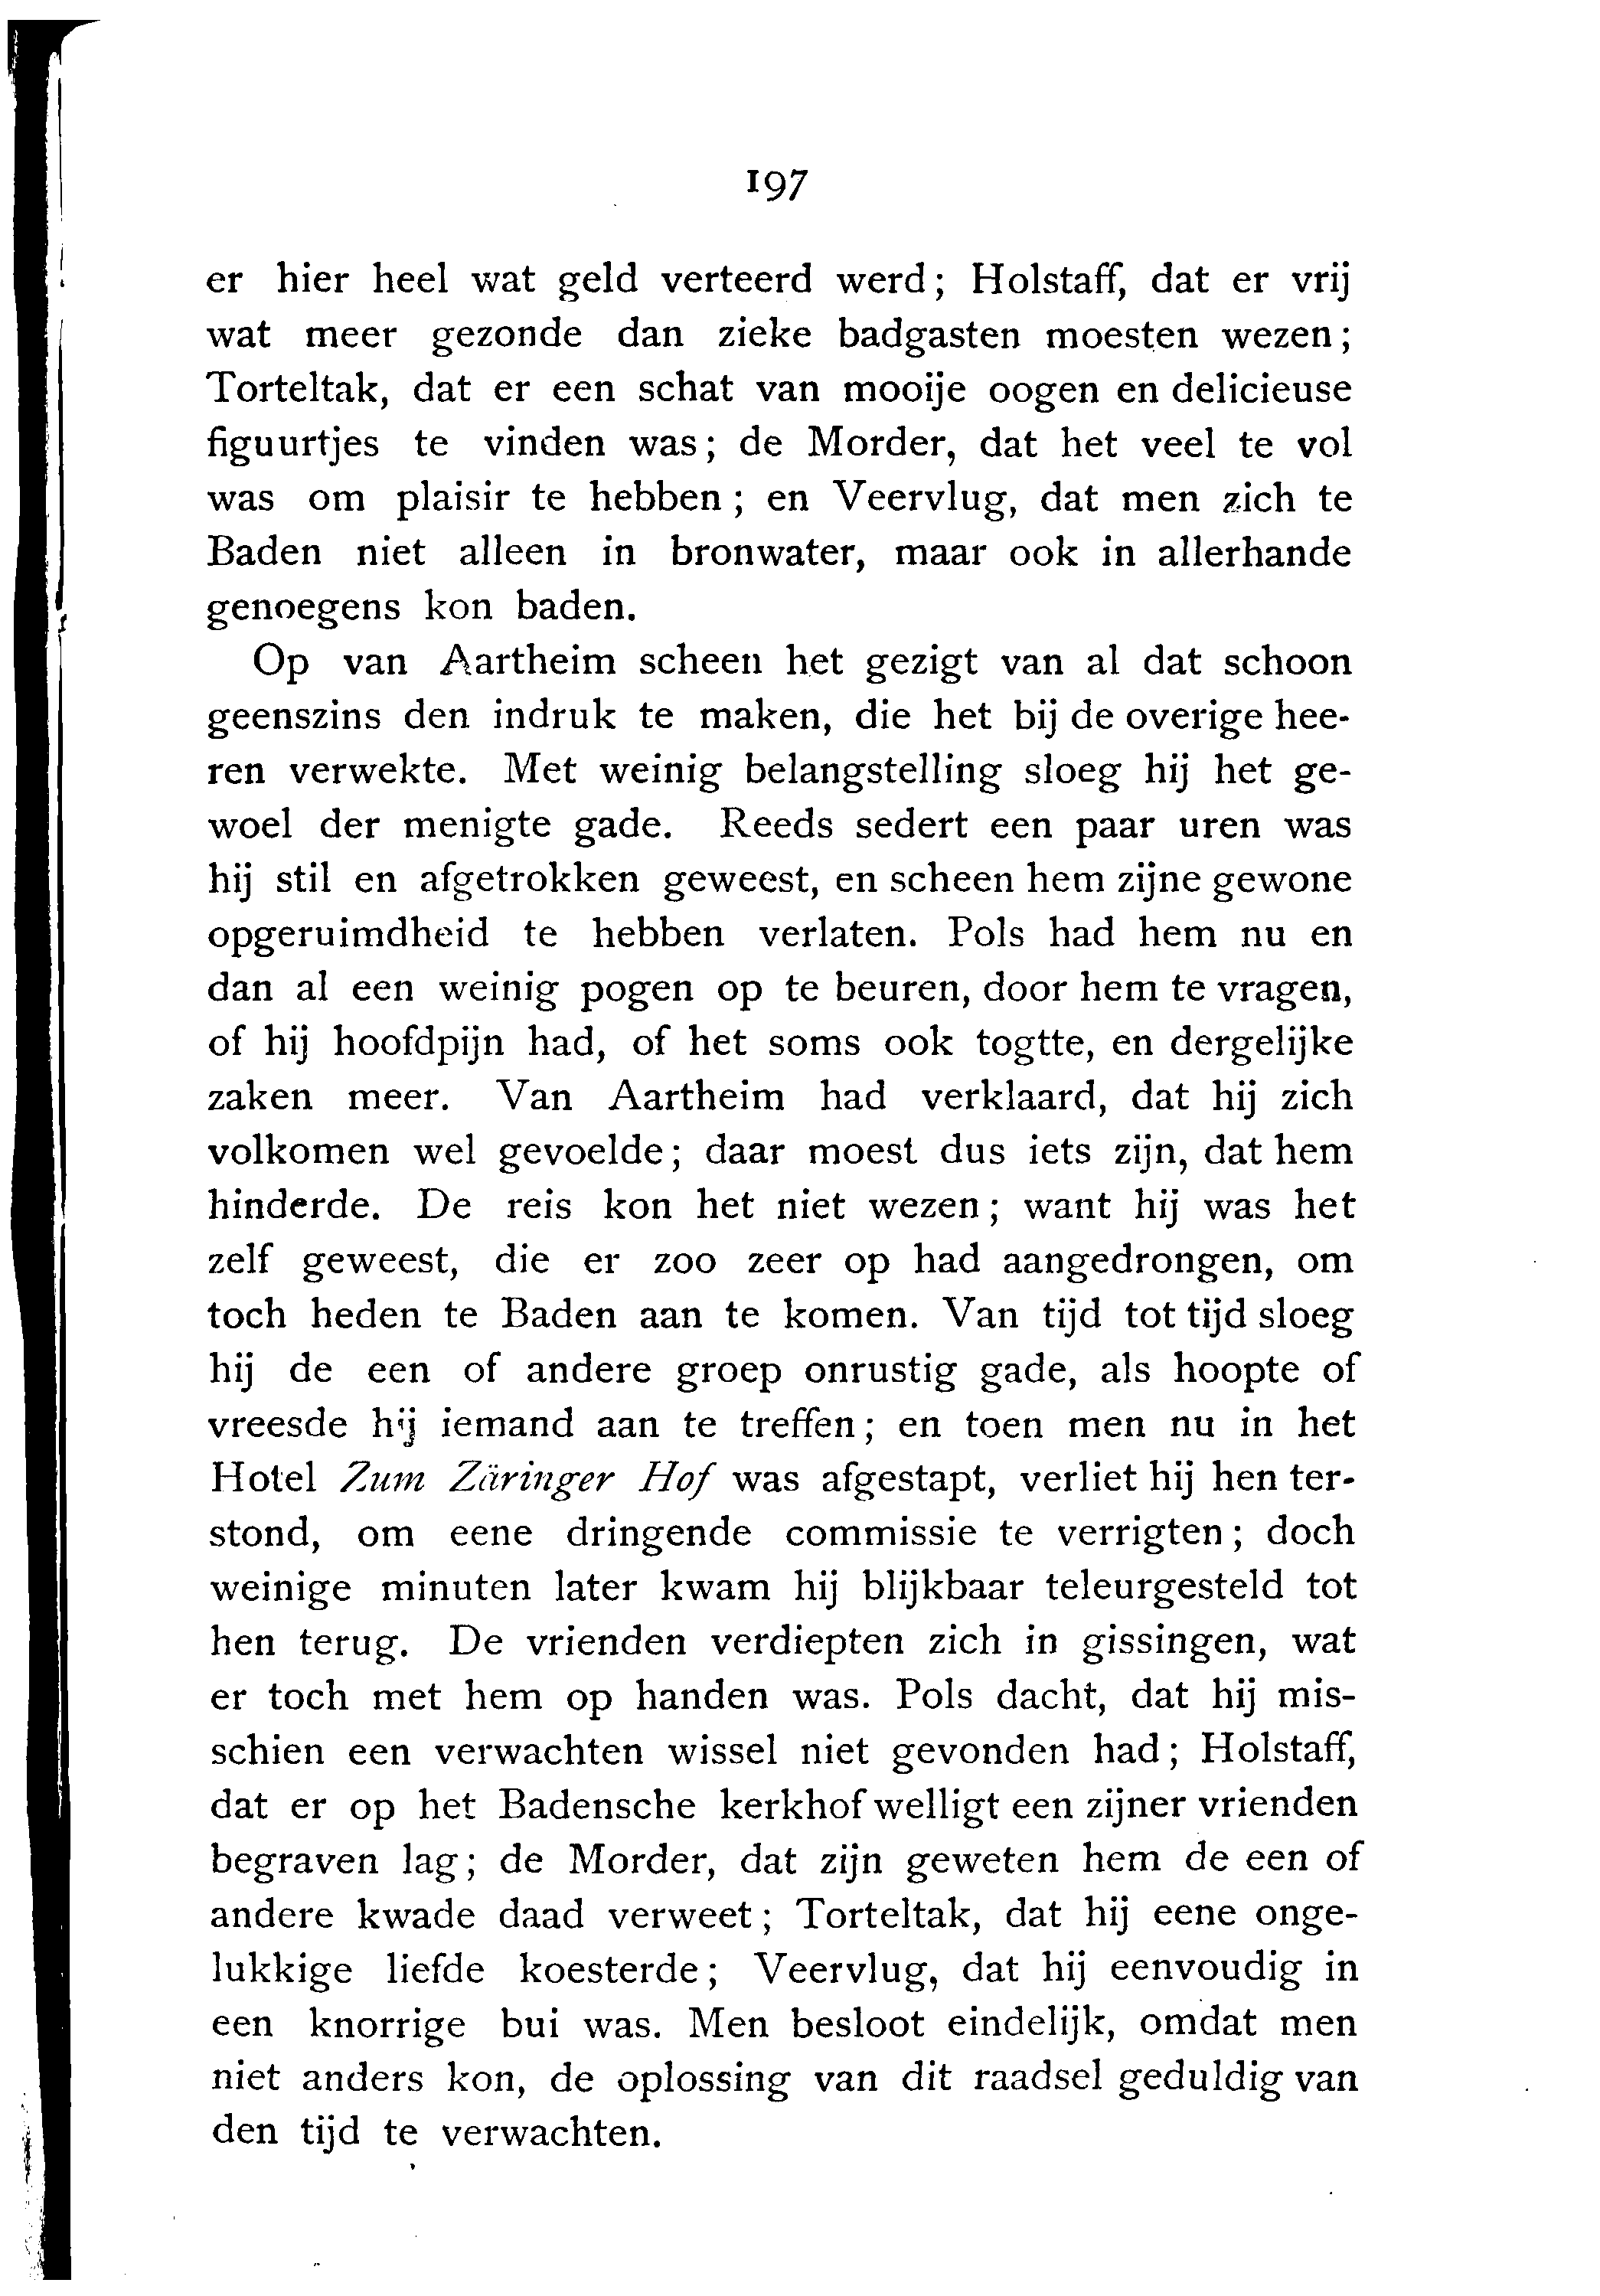 197
er hier heel wat geld verteerd werd; Holstaff, dat er vrij
wat meer gezonde dan zieke badgasten moesten wezen;
Torteltak, dat er een schat van mooije oogen en delicieuse
figuurtjes te vinden was; de Morder, dat het veel te vol
was om plaisir te hebben; en Veervlug, dat men zich te
Baden niet alleen in bronwater, maar ook in allerhande
genoegens kon baden.
Op van Aartheim scheen het gezigt van al dat schoon
geenszins den indruk te maken, die het bij de overige hee-
ren verwekte. Met weinig belangstelling sloeg hij het ge-
woel der menigte gade. Reeds sedert een paar uren was
hij stil en afgetrokken geweest, en scheen hem zijne gewone
opgeruimdheid te hebben verlaten. Pols had hem nu en
dan al een weinig pogen op te beuren, door hem te vragen,
of hij hoofdpijn had, of het soms ook togtte, en dergelijke
zaken meer. Van Aartheim had verklaard, dat hij zich
volkomen wel gevoelde; daar moest dus iets zijn, dat hem
hinderde. De reis kon het niet wezen; want hij was het
zelf geweest, die er zoo zeer op had aangedrongen, om
toch heden te Baden aan te komen. Van tijd tot tijd sloeg
hij de een of andere groep onrustig gade, als hoopte of
vreesde hij iemand aan te treffen; en toen men nu in het
Hotel Zum Zäringer Hof was afgestapt, verliet hij hen ter-
stond, om eene dringende commissie te verrigten; doch
weinige minuten later kwam hij blijkbaar teleurgesteld tot
hen terug. De vrienden verdiepten zich in gissingen, wat
er toch met hem op handen was. Pols dacht, dat hij mis-
schien een verwachten wissel niet gevonden had; Holstaff,
dat er op het Badensche kerkhof welligt een zijner vrienden
begraven lag; de Morder, dat zijn geweten hem de een of
andere kwade daad verweet; Torteltak, dat hij eene onge-
lukkige liefde koesterde; Veervlug, dat hij eenvoudig in
een knorrige bui was. Men besloot eindelijk, omdat men
niet anders kon, de oplossing van dit raadsel geduldig van
den tijd te verwachten.